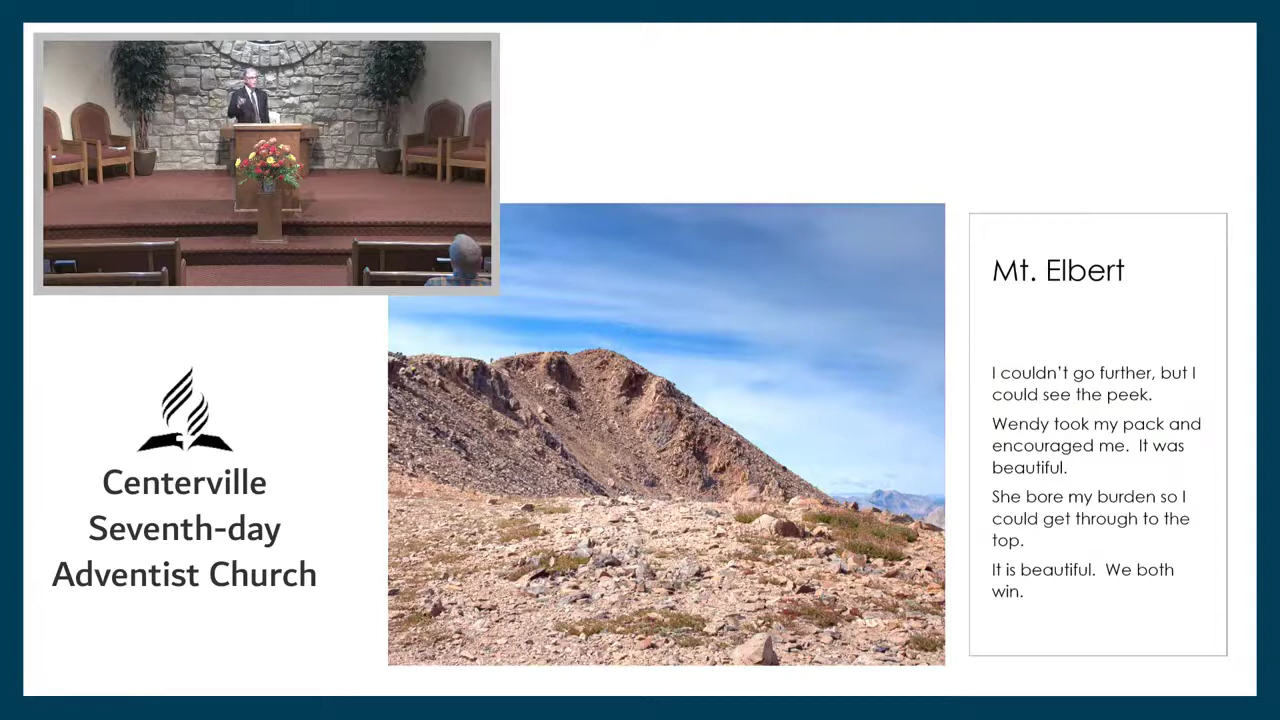 Centerville
Seventh-day
Adventist Church
Mt. Elbert
I couldn't go further, but I
could see the peek.
Wendy took my pack and
encouraged me.  It was
beautiful.
She bore my burden so I
could get through to the
top.
It is beautiful.  We both
win.